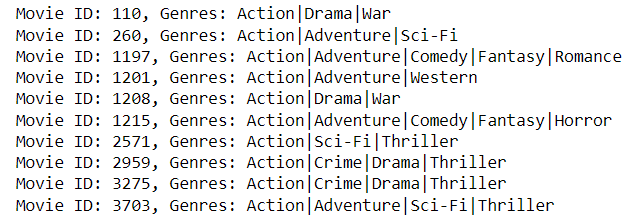 Movie ID: 110, Genres: Action|Drama|War
Movie ID: 260, Genres: Action|Adventure|Sci-Fi
Movie ID: 1197, Genres: Action|Adventure|Comedy|Fantasy|Romance
Movie ID: 1201, Genres: Action|Adventure|Western
Movie ID: 1208, Genres: Action|Drama|War
Movie ID: 1215, Genres: Action|Adventure|Comedy|Fantasy|Horror
Movie ID: 2571, Genres: Action|Sci-Fi|Thriller
Movie ID: 2959, Genres: Action|Crime|Drama|Thriller
Movie ID: 3275, Genres: Action|Crime|Drama|Thriller
Movie ID: 3703, Genres: Action|Adventure|Sci-Fi|Thriller